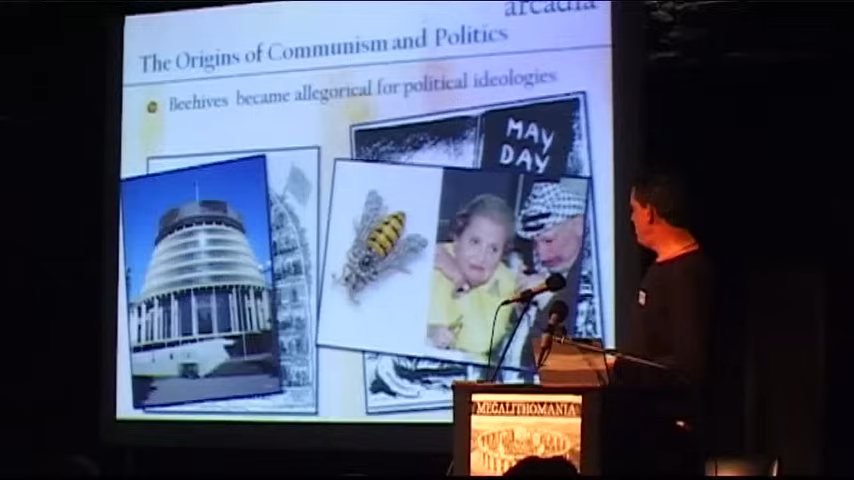 arcadia
The Origins of Communism and Politics
Beehives became allegorical for political ideologies
MAY
DAY
MEGALITHOMANIA